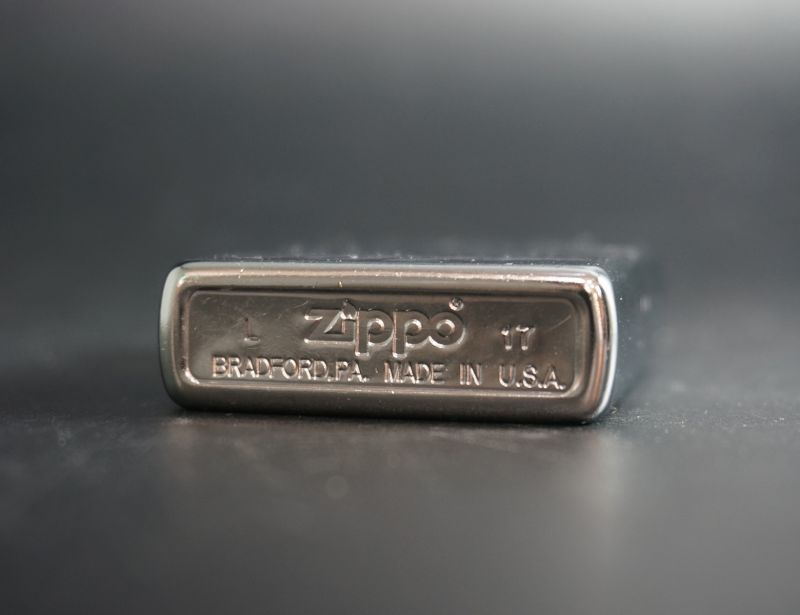 L Zippo® 17
BRADFORD,PA. MADE IN U.S.A.